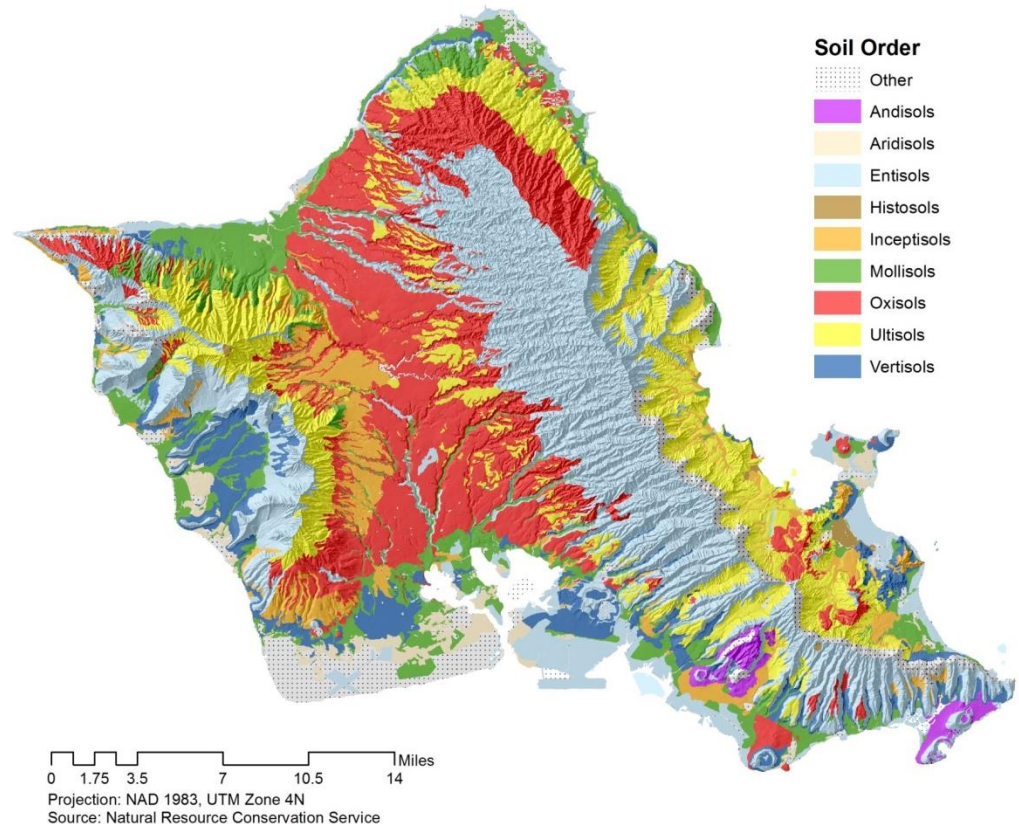 Soil Order
Other
Andisols
Aridisols
Entisols
Histosols
Inceptisols
Mollisols
Oxisols
Ultisols
Vertisols
Miles
0 1.75 3.5 7 10.5 14
Projection: NAD 1983, UTM Zone 4N
Source: Natural Resource Conservation Service